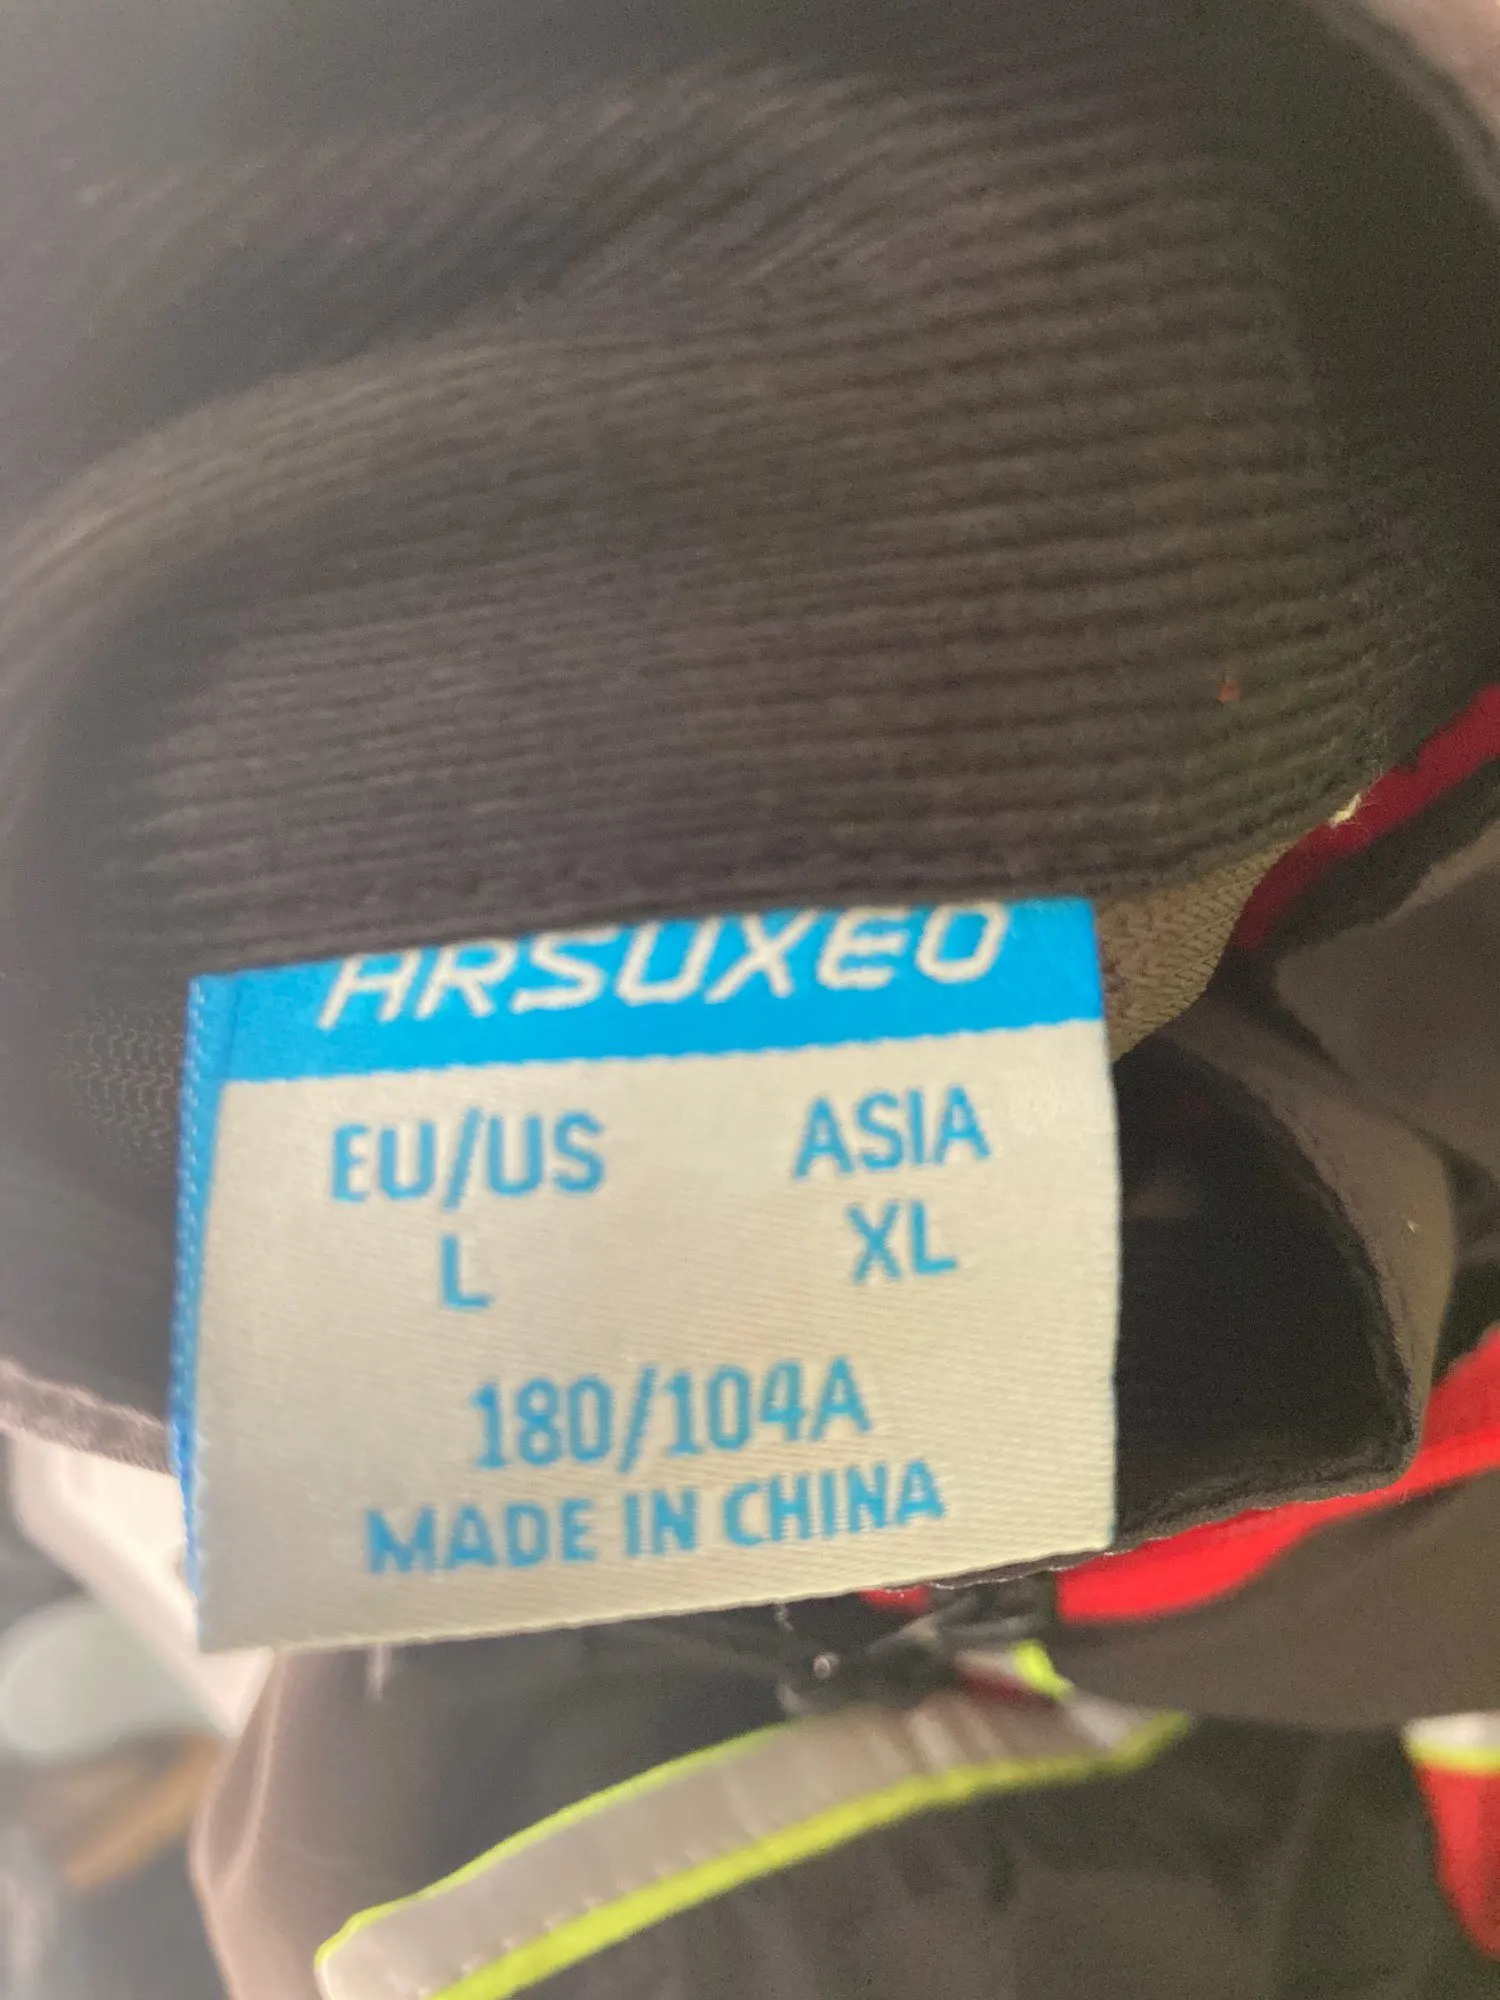 ARSUXEO
EU/US ASIA
L XL
180/104A
MADE IN CHINA